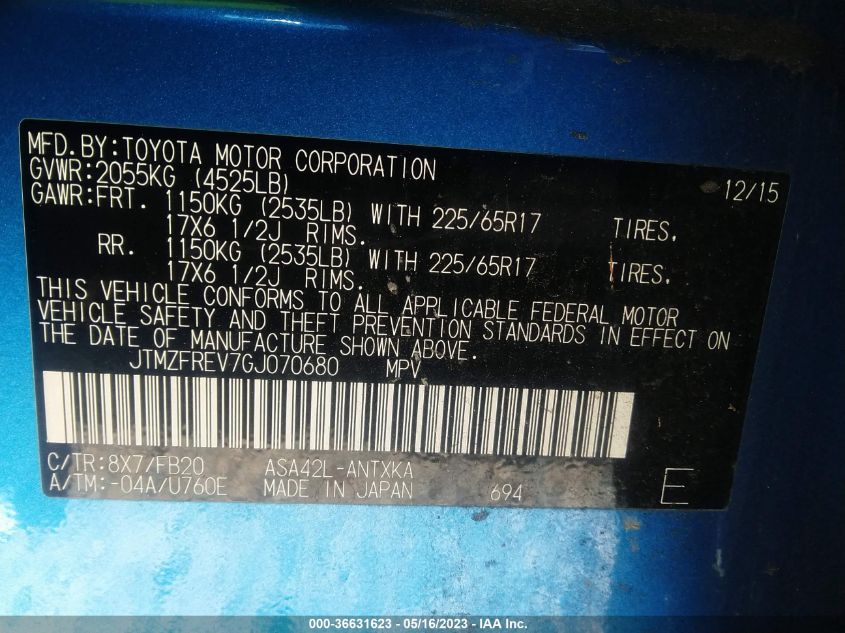 MFD.BY:TOYOTA MOTOR CORPORATION 12/15
GVWR:2055KG (4525LB)
GAWR:FRT. 1150KG (2535LB) WITH 225/65R17 TIRES.
17X6 1/2J RIMS.
RR. 1150KG (2535LB) WITH 225/65R17 TIRES.
17X6 1/2J RIMS.
THIS VEHICLE CONFORMS TO ALL APPLICABLE FEDERAL MOTOR
VEHICLE SAFETY AND THEFT PREVENTION STANDARDS IN EFFECT ON
THE DATE OF MANUFACTURE SHOWN ABOVE.
JTMZFREV7GJ070680 MPV
C/TR:8X7/FB20 ASA42L-ANTXKA
A/TM:-04A/U760E MADE IN JAPAN 694 E
000-36631623 - 05/16/2023 - IAA Inc.